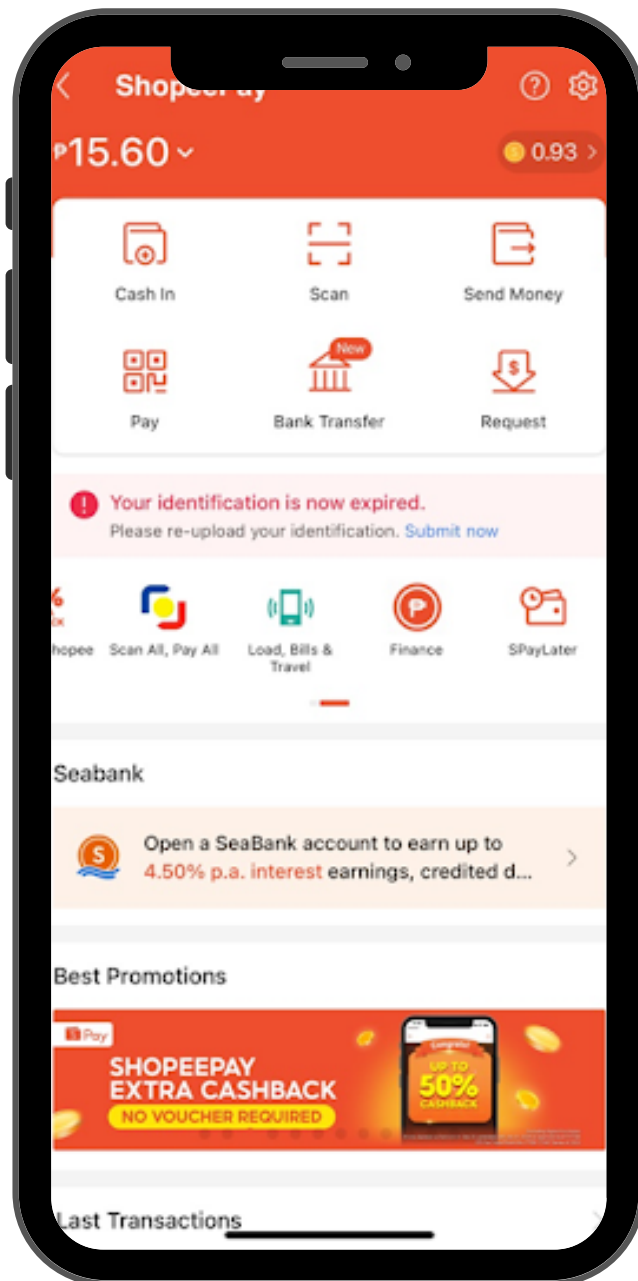 ShopeePay
₱15.60
0.93
Cash In
Scan
Send Money
New
Pay
Bank Transfer
Request
Your identification is now expired.
Please re-upload your identification. Submit now
%
hopee
Scan All, Pay All
Load, Bills &
Travel
Finance
SPayLater
Seabank
Open a SeaBank account to earn up to
4.50% p.a. interest earnings, credited d...
Best Promotions
Pay
SHOPEEPAY
EXTRA CASHBACK
NO VOUCHER REQUIRED
UP TO
50%
CASHBACK
Last Transactions